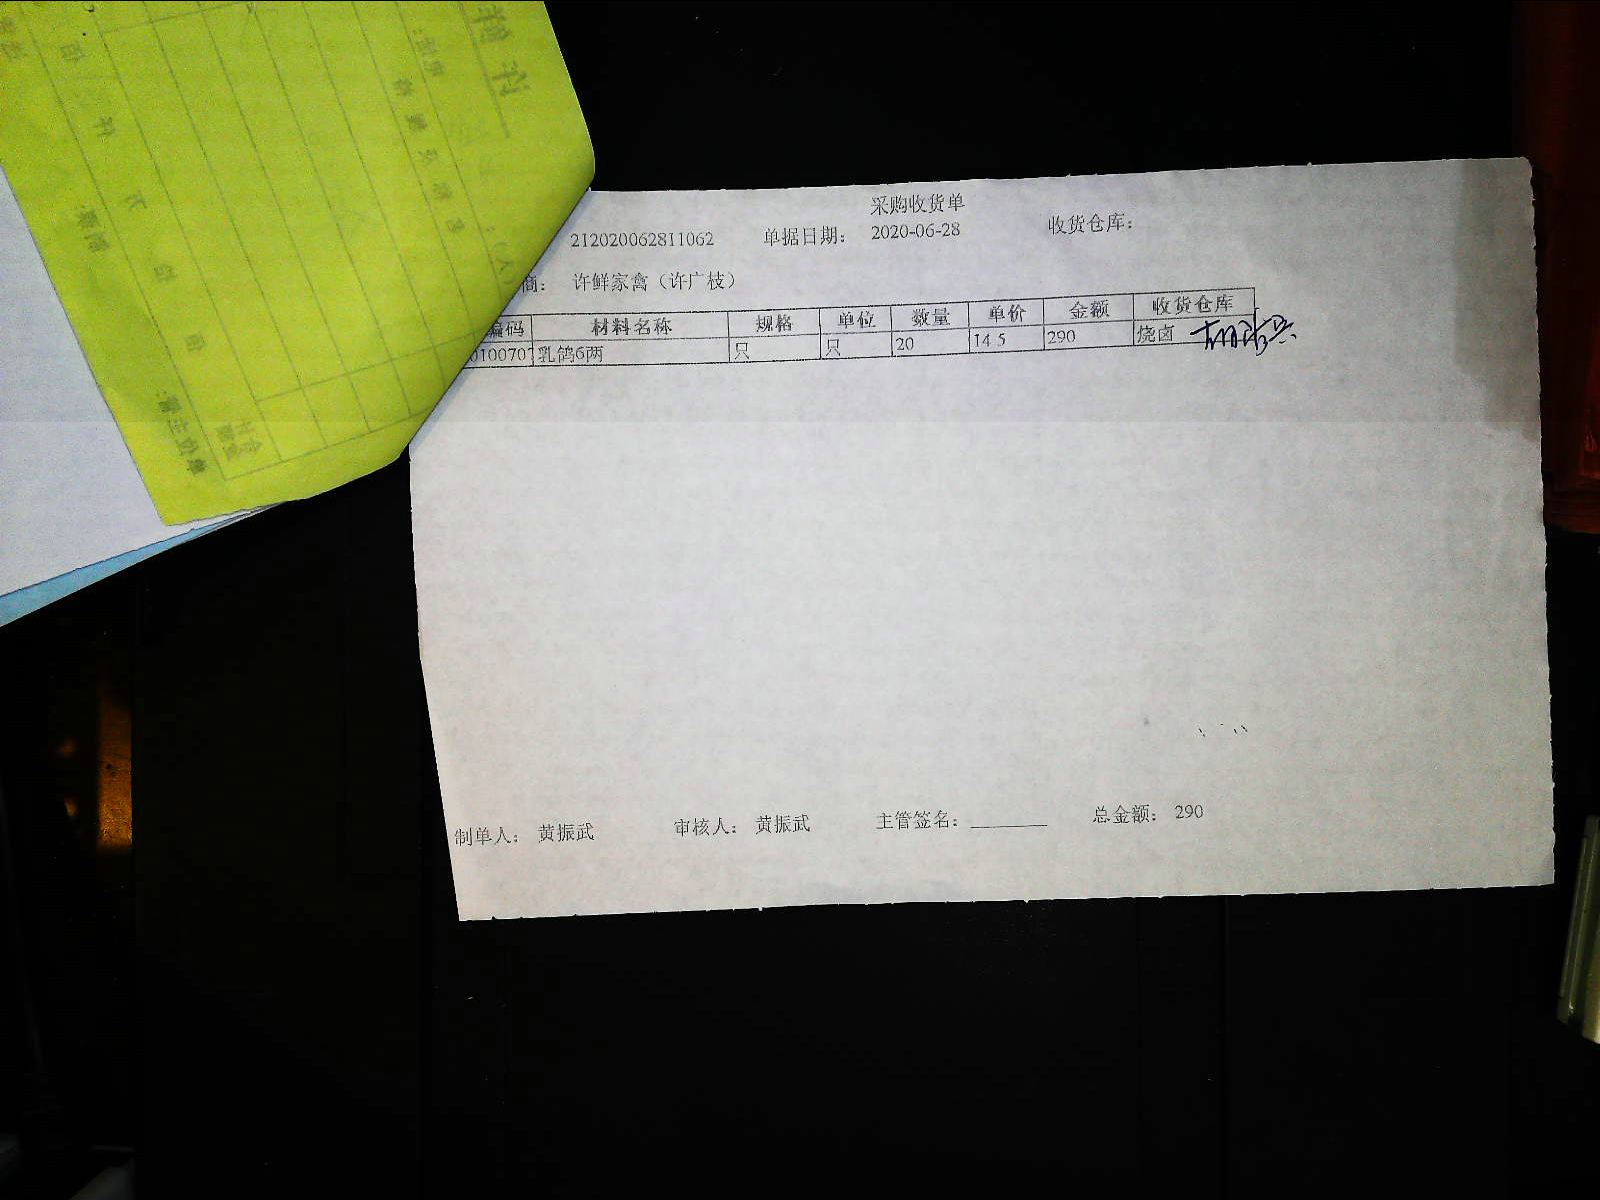 采购收货单
212020062811062 单据日期： 2020-06-28 收货仓库：
商： 许鲜家禽（许广枝）
编码 材料名称 规格 单位 数量 单价 金额 收货仓库
010070 乳鸽6两 只 只 20 14.5 290 烧卤
制单人： 黄振武 审核人： 黄振武 主管签名： 总金额： 290